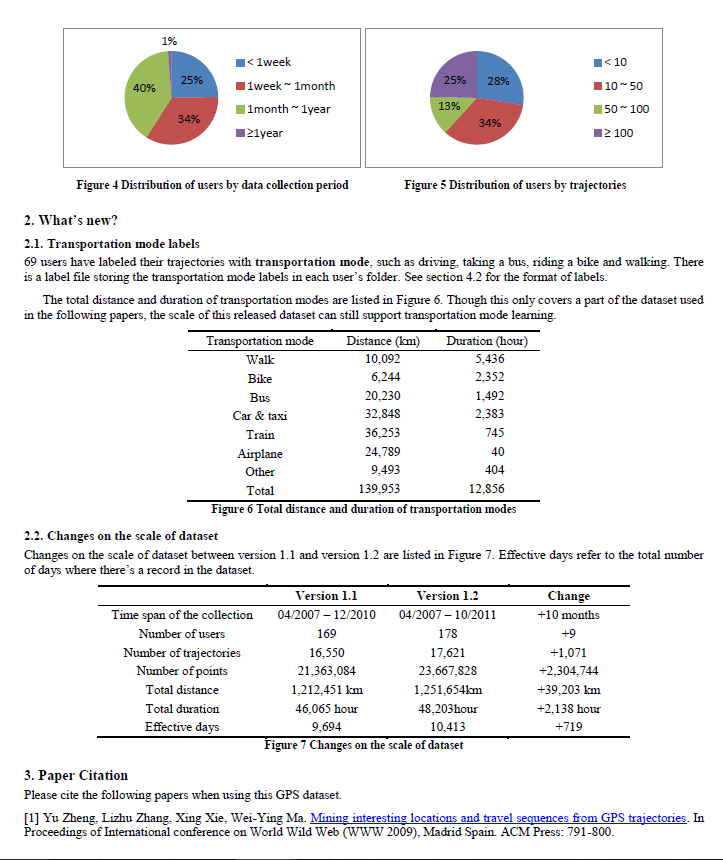 1%
25%
40%
34%
< 1week
1week ~ 1month
1month ~ 1year
≥1year
25%
28%
13%
34%
< 10
10 ~ 50
50 ~ 100
≥ 100
Figure 4 Distribution of users by data collection period
Figure 5 Distribution of users by trajectories
2. What's new?
2.1. Transportation mode labels
69 users have labeled their trajectories with transportation mode, such as driving, taking a bus, riding a bike and walking. There
is a label file storing the transportation mode labels in each user's folder. See section 4.2 for the format of labels.
The total distance and duration of transportation modes are listed in Figure 6. Though this only covers a part of the dataset used
in the following papers, the scale of this released dataset can still support transportation mode learning.
Transportation mode Distance (km) Duration (hour)
Walk 10,092 5,436
Bike 6,244 2,352
Bus 20,230 1,492
Car & taxi 32,848 2,383
Train 36,253 745
Airplane 24,789 40
Other 9,493 404
Total 139,953 12,856
Figure 6 Total distance and duration of transportation modes
2.2. Changes on the scale of dataset
Changes on the scale of dataset between version 1.1 and version 1.2 are listed in Figure 7. Effective days refer to the total number
of days where there's a record in the dataset.
Version 1.1 Version 1.2 Change
Time span of the collection 04/2007 – 12/2010 04/2007 – 10/2011 +10 months
Number of users 169 178 +9
Number of trajectories 16,550 17,621 +1,071
Number of points 21,363,084 23,667,828 +2,304,744
Total distance 1,212,451 km 1,251,654km +39,203 km
Total duration 46,065 hour 48,203hour +2,138 hour
Effective days 9,694 10,413 +719
Figure 7 Changes on the scale of dataset
3. Paper Citation
Please cite the following papers when using this GPS dataset.
[1] Yu Zheng, Lizhu Zhang, Xing Xie, Wei-Ying Ma. Mining interesting locations and travel sequences from GPS trajectories. In
Proceedings of International conference on World Wild Web (WWW 2009), Madrid Spain. ACM Press: 791-800.